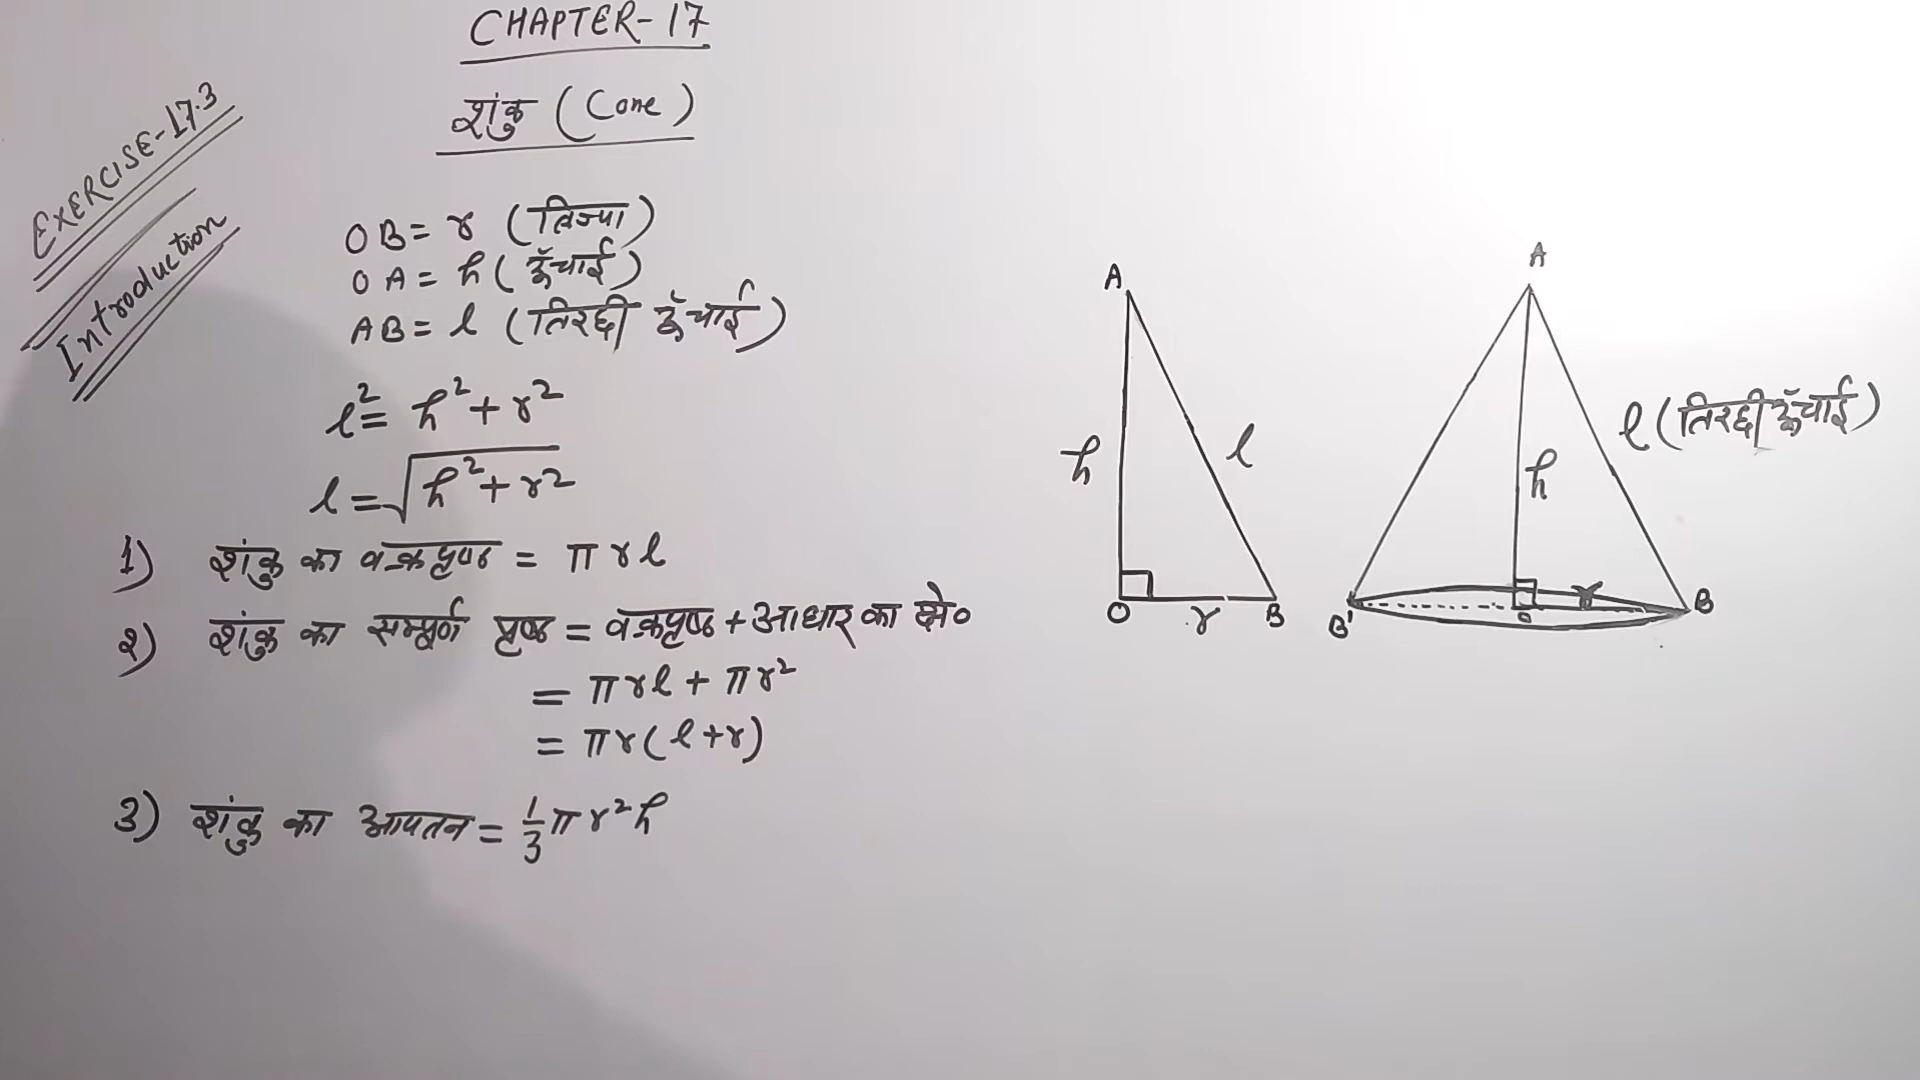 CHAPTER-17
शंकु (Cone)
EXERCISE-17.3
Introduction
OB = r (त्रिज्या)
OA = h (ऊँचाई)
AB = l (तिरछी ऊँचाई)
l² = h² + r²
l = √(h² + r²)
1) शंकु का वक्रपृष्ठ = πrl
२) शंकु का सम्पूर्ण पृष्ठ = वक्रपृष्ठ + आधार का क्षे०
= πrl + πr²
= πr(l+r)
3) शंकु का आयतन = 1/3 πr²h
A
h
l
O
r
B
A
l (तिरछी ऊँचाई)
h
r
B'
O
B